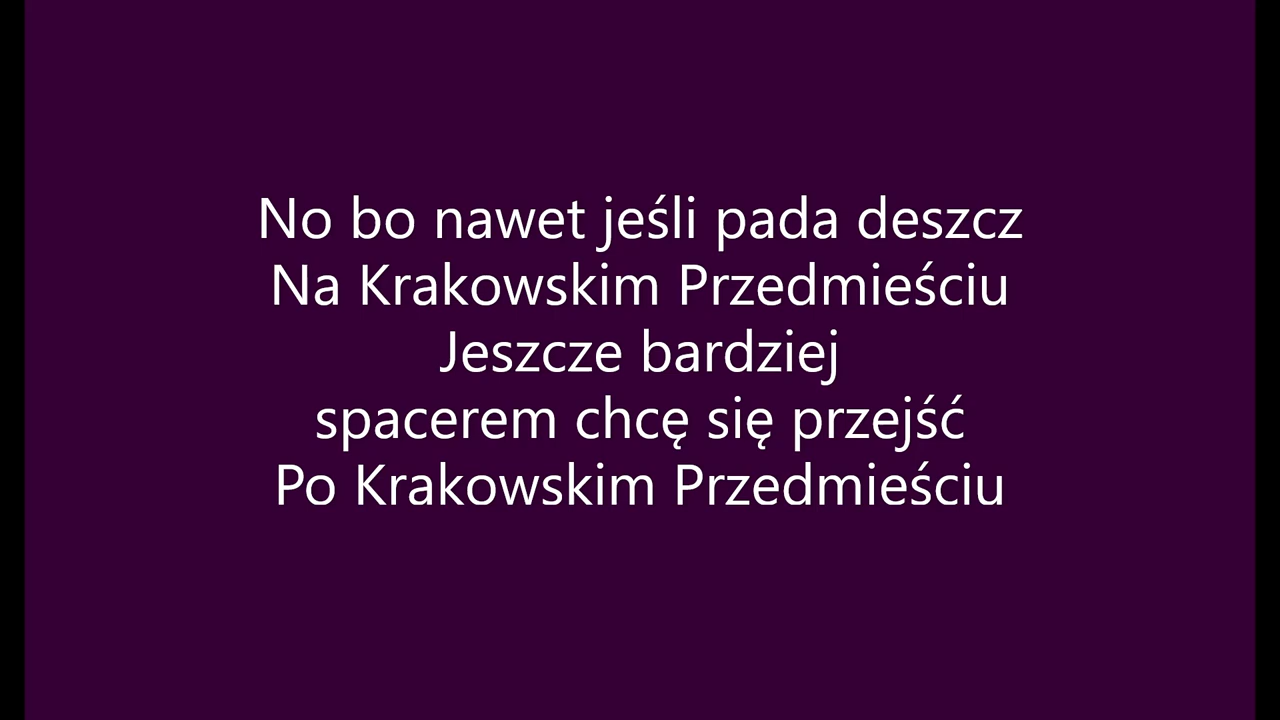 No bo nawet jeśli pada deszcz
Na Krakowskim Przedmieściu
Jeszcze bardziej
spacerem chcę się przejść
Po Krakowskim Przedmieściu